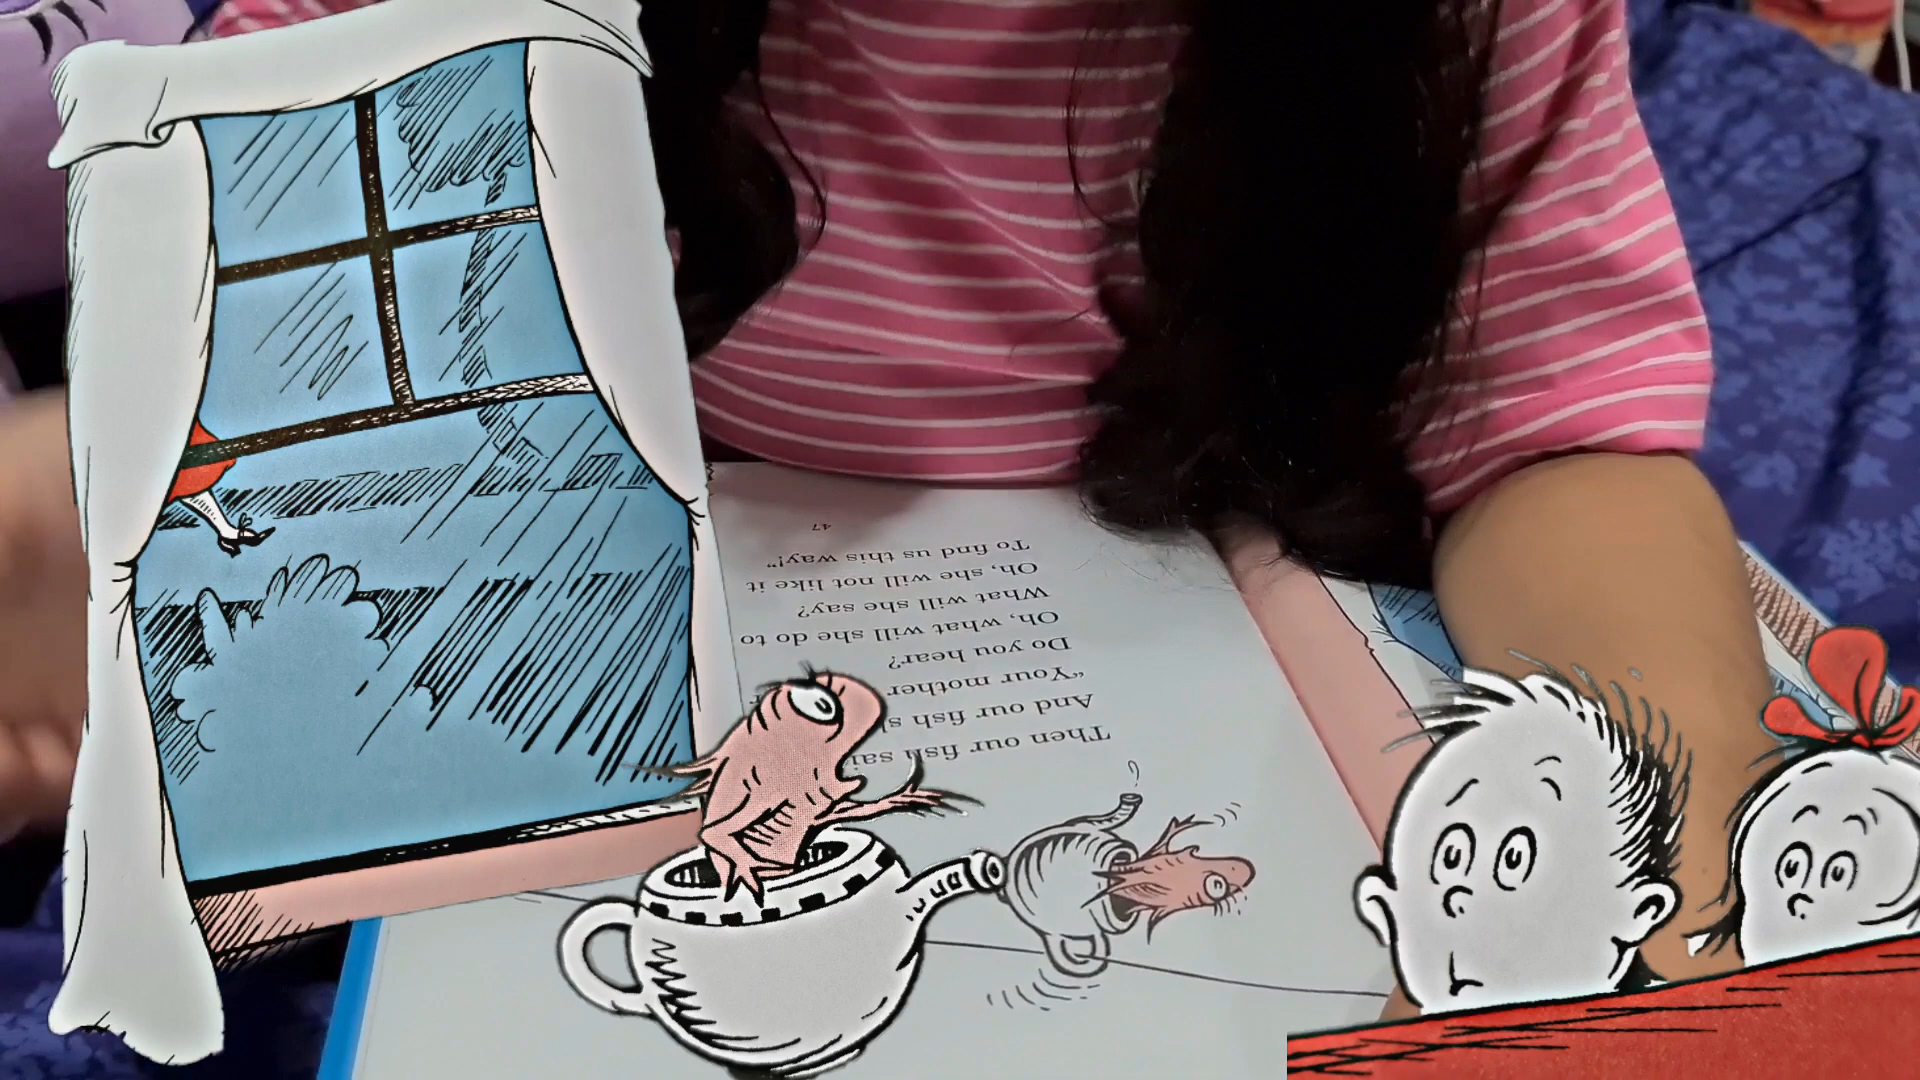 Then our fish sai
And our fish s
"Your mother
Do you hear?
Oh, what will she do to
What will she say?
Oh, she will not like it
To find us this way!"
47